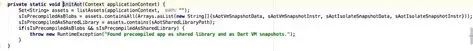 private static void initAot(Context applicationContext) {
Set<String> assets = listAssets(applicationContext, "");
sIsPrecompiledAsBlobs = assets.containsAll(Arrays.asList(new String[]{sAotVmSnapshotData, sAotVmSnapshotInstr, sAotIsolateSnapshotData, sAotIsolateSnapshotInstr}));
sIsPrecompiledAsSharedLibrary = assets.contains(sAotSharedLibraryPath);
if(sIsPrecompiledAsBlobs && sIsPrecompiledAsSharedLibrary) {
throw new RuntimeException("Found precompiled app as shared library and as Dart VM snapshots.");
}
}